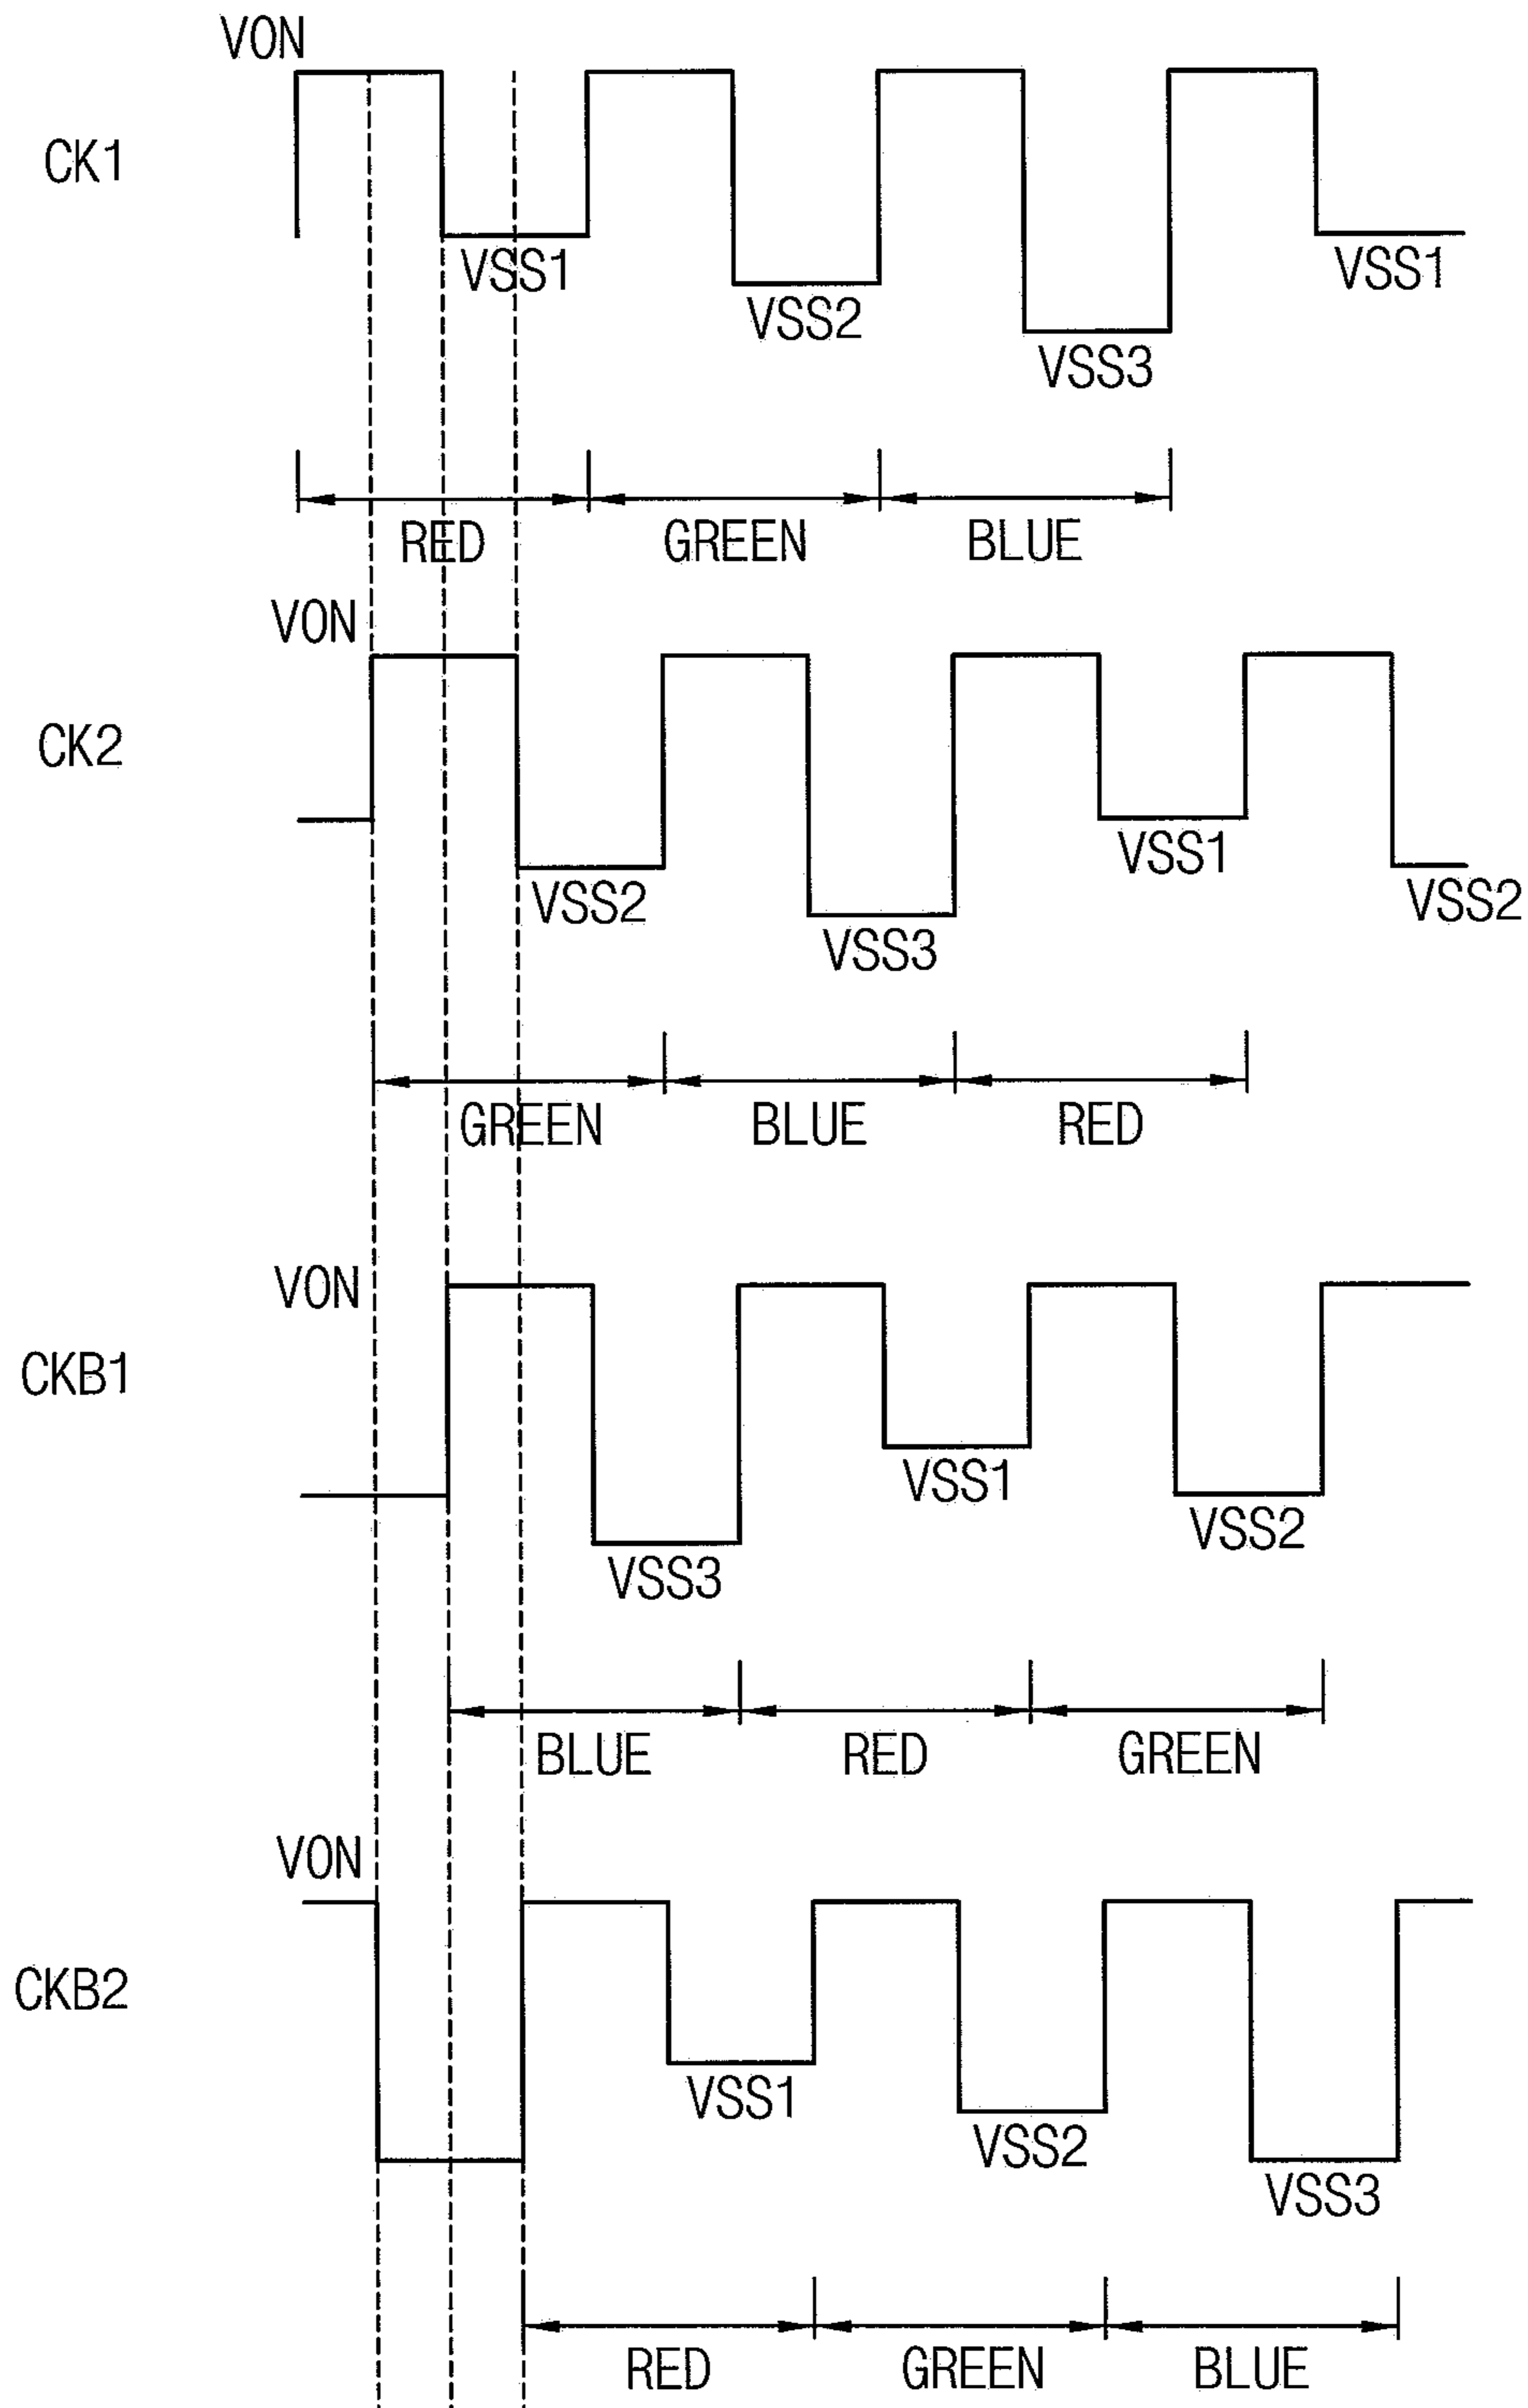 VON
CK1
VSS1
VSS1
VSS2
VSS3
RED GREEN BLUE
VON
CK2
VSS1
VSS2
VSS2
VSS3
GREEN BLUE RED
VON
CKB1
VSS1
VSS2
VSS3
BLUE RED GREEN
VON
CKB2
VSS1
VSS2
VSS3
RED GREEN BLUE